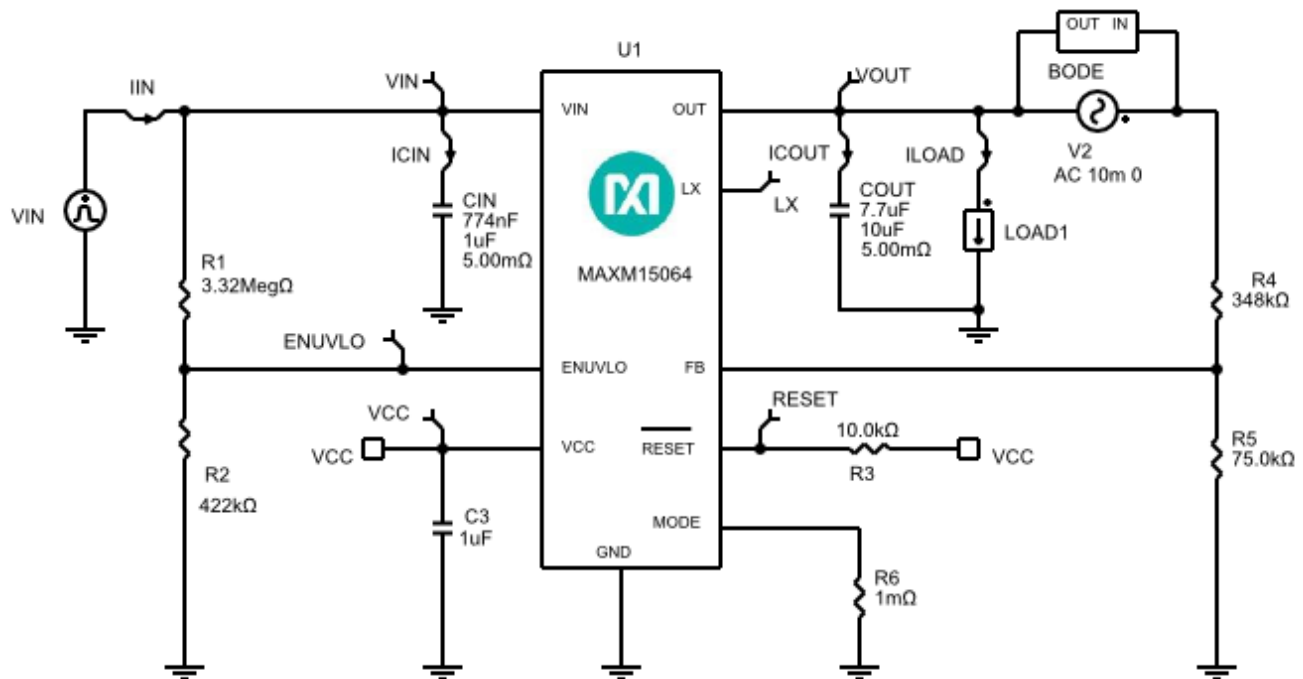 OUT IN
U1
IIN
VIN
VOUT
BODE
VIN
OUT
ICIN
ICOUT
ILOAD
V2
AC 10m 0
LX
LX
VIN
CIN
774nF
1uF
5.00mΩ
COUT
7.7uF
10uF
5.00mΩ
LOAD1
R1
3.32MegΩ
MAXM15064
R4
348kΩ
ENUVLO
ENUVLO
FB
VCC
RESET
10.0kΩ
VCC
VCC
RESET
R3
VCC
R5
75.0kΩ
R2
422kΩ
C3
1uF
MODE
GND
R6
1mΩ